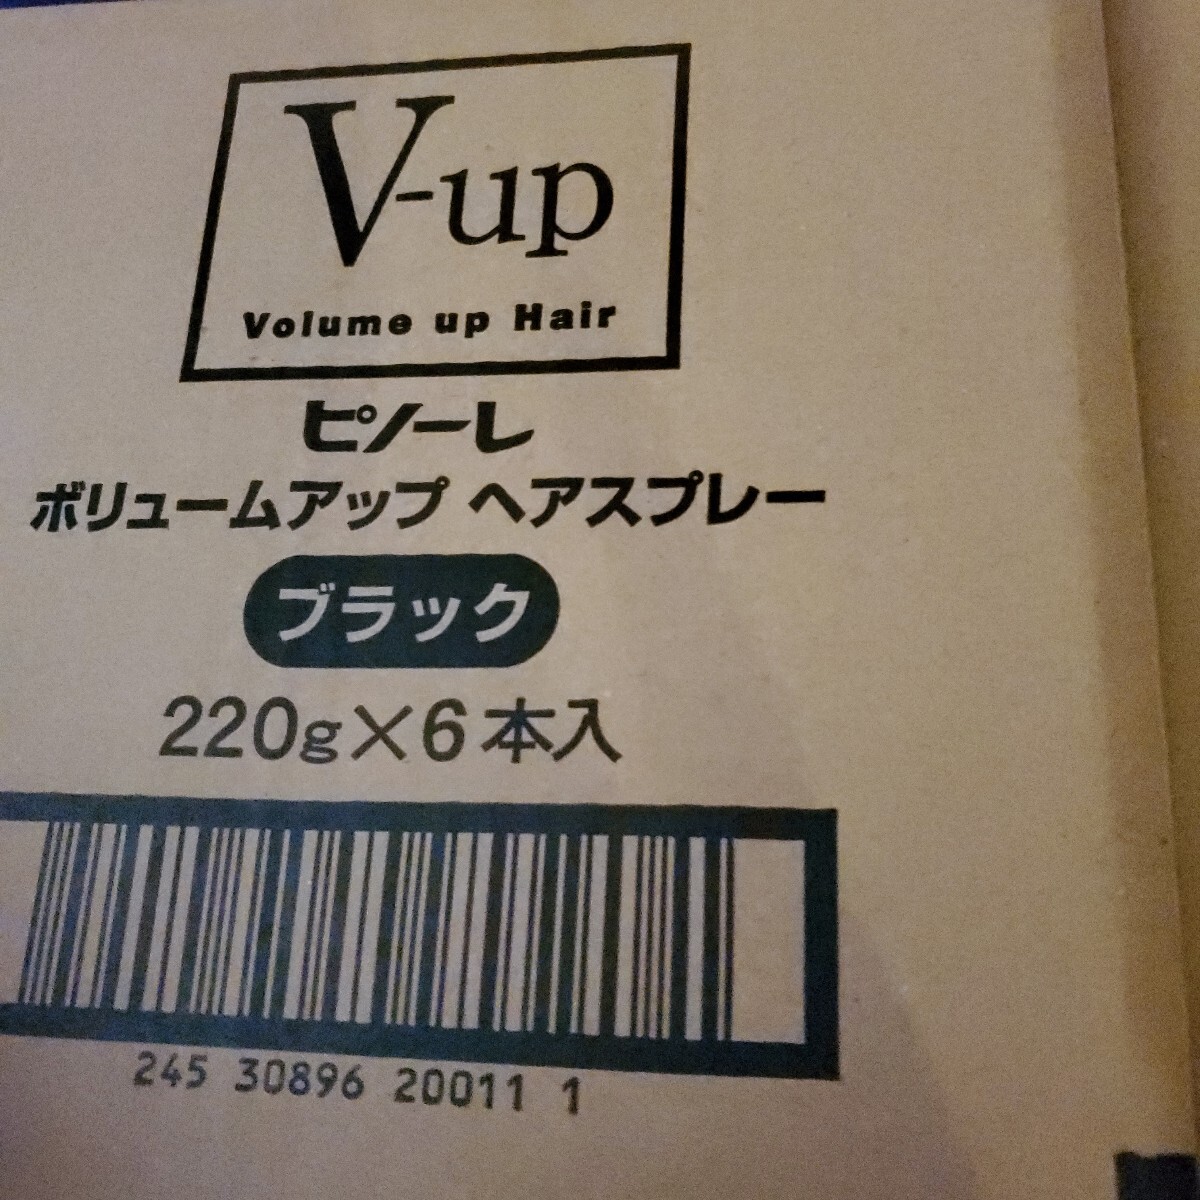 V-up
Volume up Hair
ピノーレ
ボリュームアップ ヘアスプレー
ブラック
220g×6本入
245 30896 20011 1